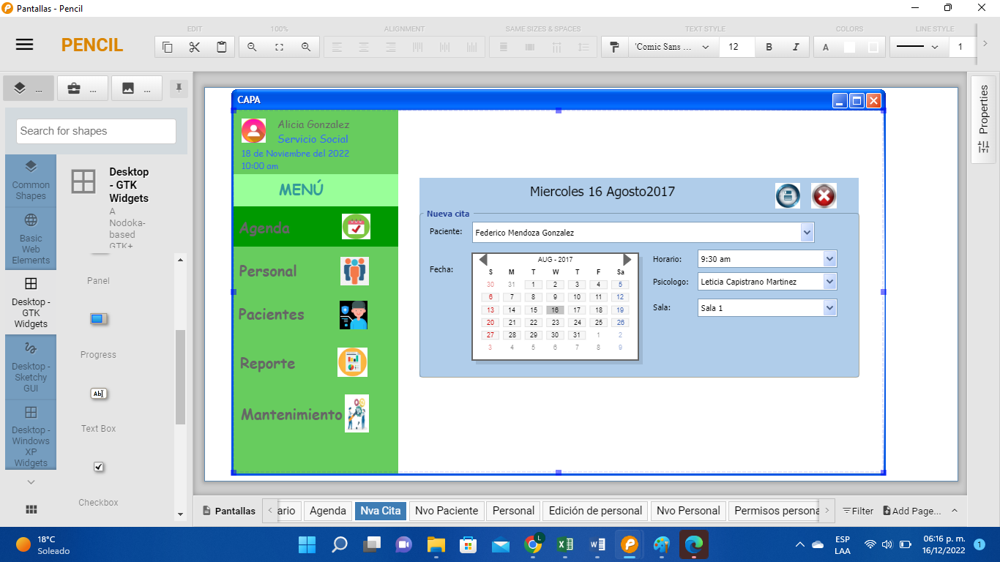 Pantallas - Pencil
EDIT
100%
ALIGNMENT
SAME SIZES & SPACES
TEXT STYLE
COLORS
LINE STYLE
PENCIL
'Comic Sans ...
12
B
I
A
1
...
...
...
Search for shapes
Common Shapes
Basic Web Elements
Desktop - GTK Widgets
Desktop - Sketchy GUI
Desktop - Windows XP Widgets
Desktop - GTK Widgets
A Nodoka-based GTK+
Panel
Progress
Abl
Text Box
Checkbox
CAPA
Alicia Gonzalez
Servicio Social
18 de Noviembre del 2022
10:00 am
MENÚ
Agenda
Personal
Pacientes
Reporte
Mantenimiento
Miercoles 16 Agosto2017
Nueva cita
Paciente: Federico Mendoza Gonzalez
Fecha:
AUG - 2017
S M T W T F Sa
30 31 1 2 3 4 5
6 7 8 9 10 11 12
13 14 15 16 17 18 19
20 21 22 23 24 25 26
27 28 29 30 31 1 2
3 4 5 6 7 8 9
Horario: 9:30 am
Psicologo: Leticia Capistrano Martinez
Sala: Sala 1
Properties
Pantallas
ario
Agenda
Nva Cita
Nvo Paciente
Personal
Edición de personal
Nvo Personal
Permisos persona
Filter
Add Page...
18°C
Soleado
L
ESP
LAA
06:16 p. m.
16/12/2022
1